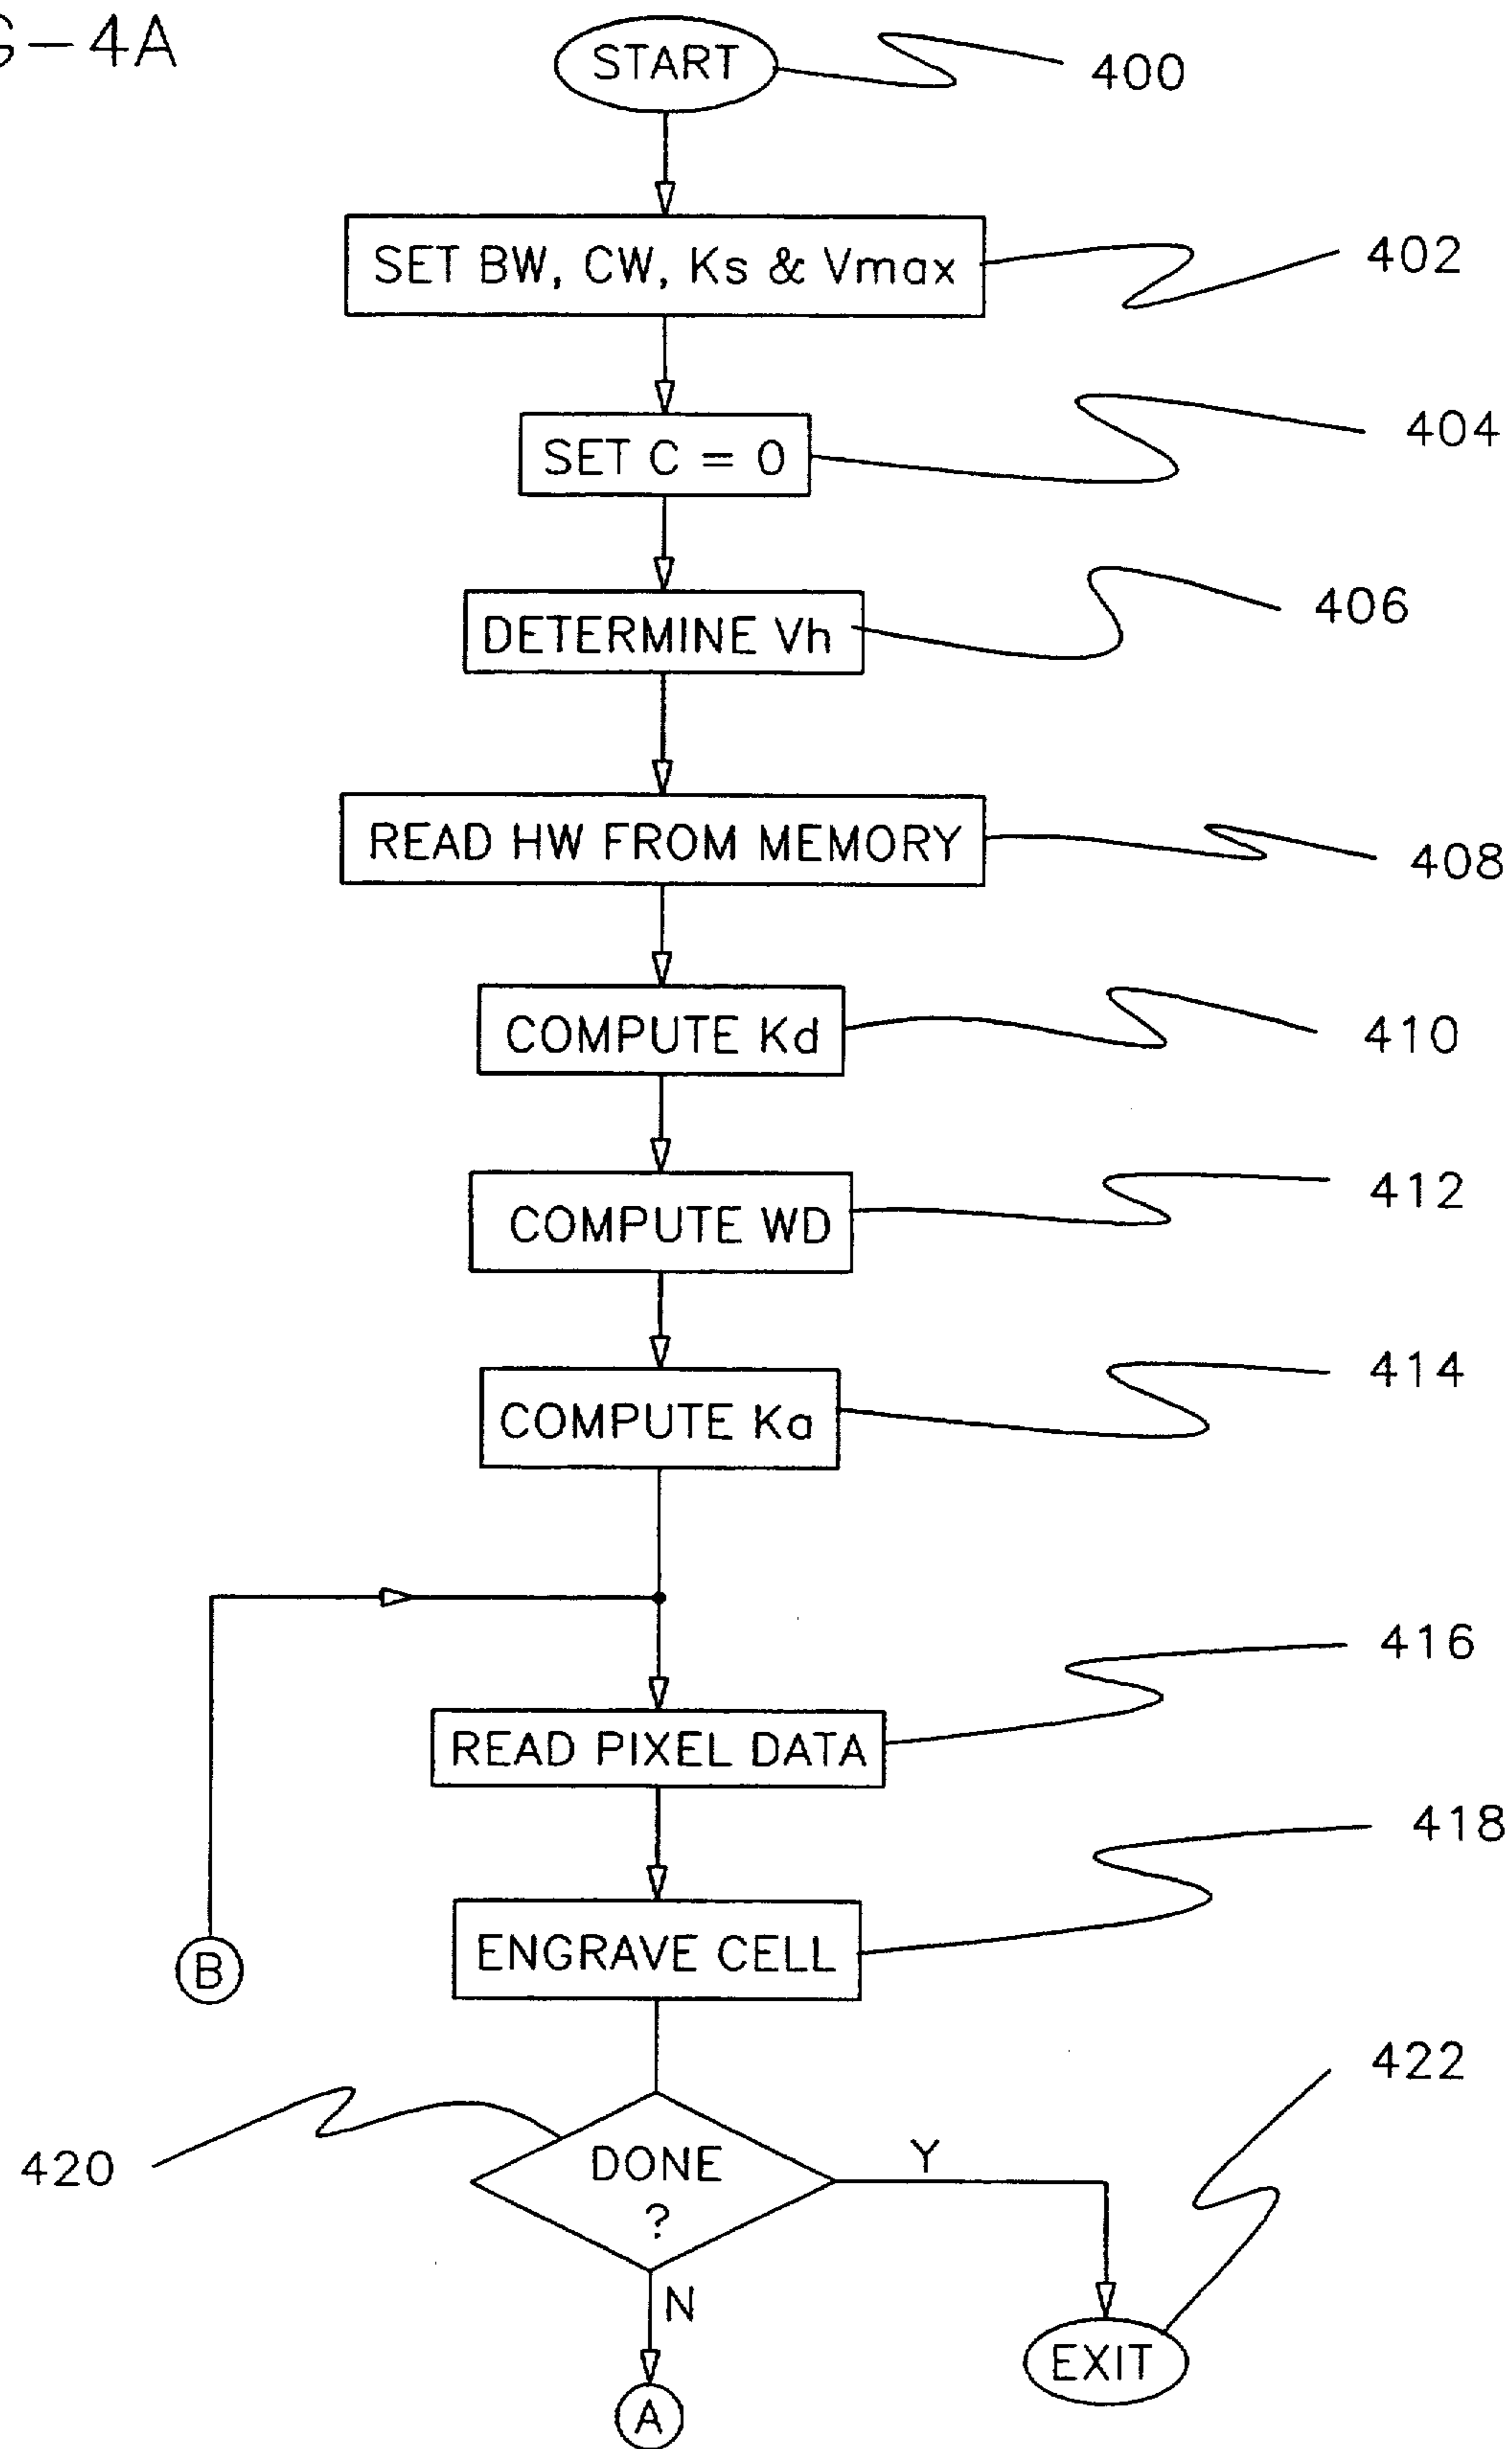 G-4A
START
400
SET BW, CW, Ks & Vmax
402
SET C = 0
404
DETERMINE Vh
406
READ HW FROM MEMORY
408
COMPUTE Kd
410
COMPUTE WD
412
COMPUTE Ka
414
READ PIXEL DATA
416
ENGRAVE CELL
418
B
420
DONE
?
Y
422
N
EXIT
A